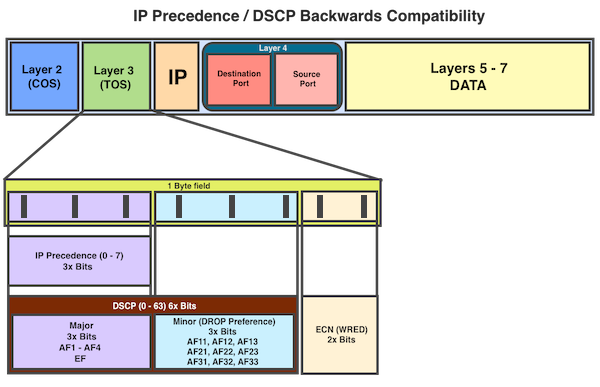 IP Precedence / DSCP Backwards Compatibility
Layer 2
(COS)
Layer 3
(TOS)
IP
Layer 4
Destination
Port
Source
Port
Layers 5 - 7
DATA
1 Byte field
IP Precedence (0 - 7)
3x Bits
DSCP (0 - 63) 6x Bits
Major
3x Bits
AF1 - AF4
EF
Minor (DROP Preference)
3x Bits
AF11, AF12, AF13
AF21, AF22, AF23
AF31, AF32, AF33
ECN (WRED)
2x Bits